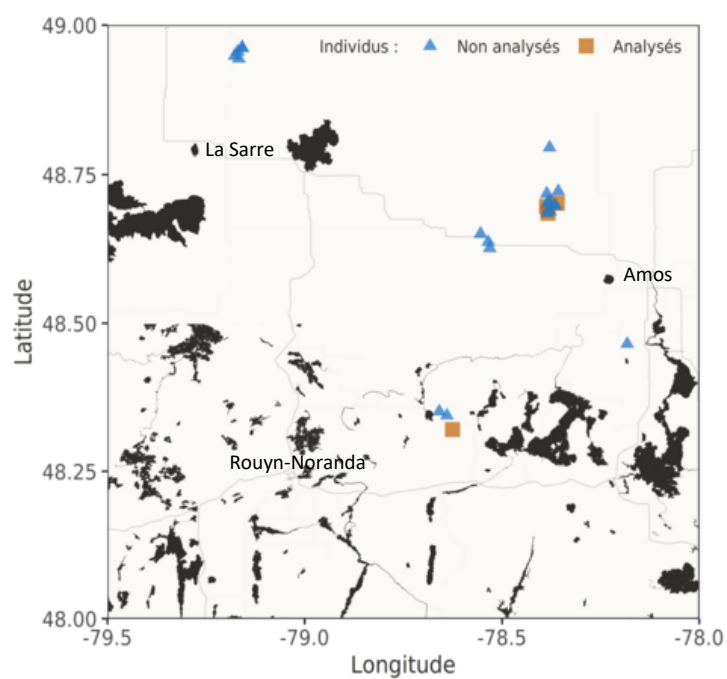 49.00
Individus : Non analysés Analysés
La Sarre
48.75
Amos
Latitude
48.50
Rouyn-Noranda
48.25
48.00
-79.5 -79.0 -78.5 -78.0
Longitude